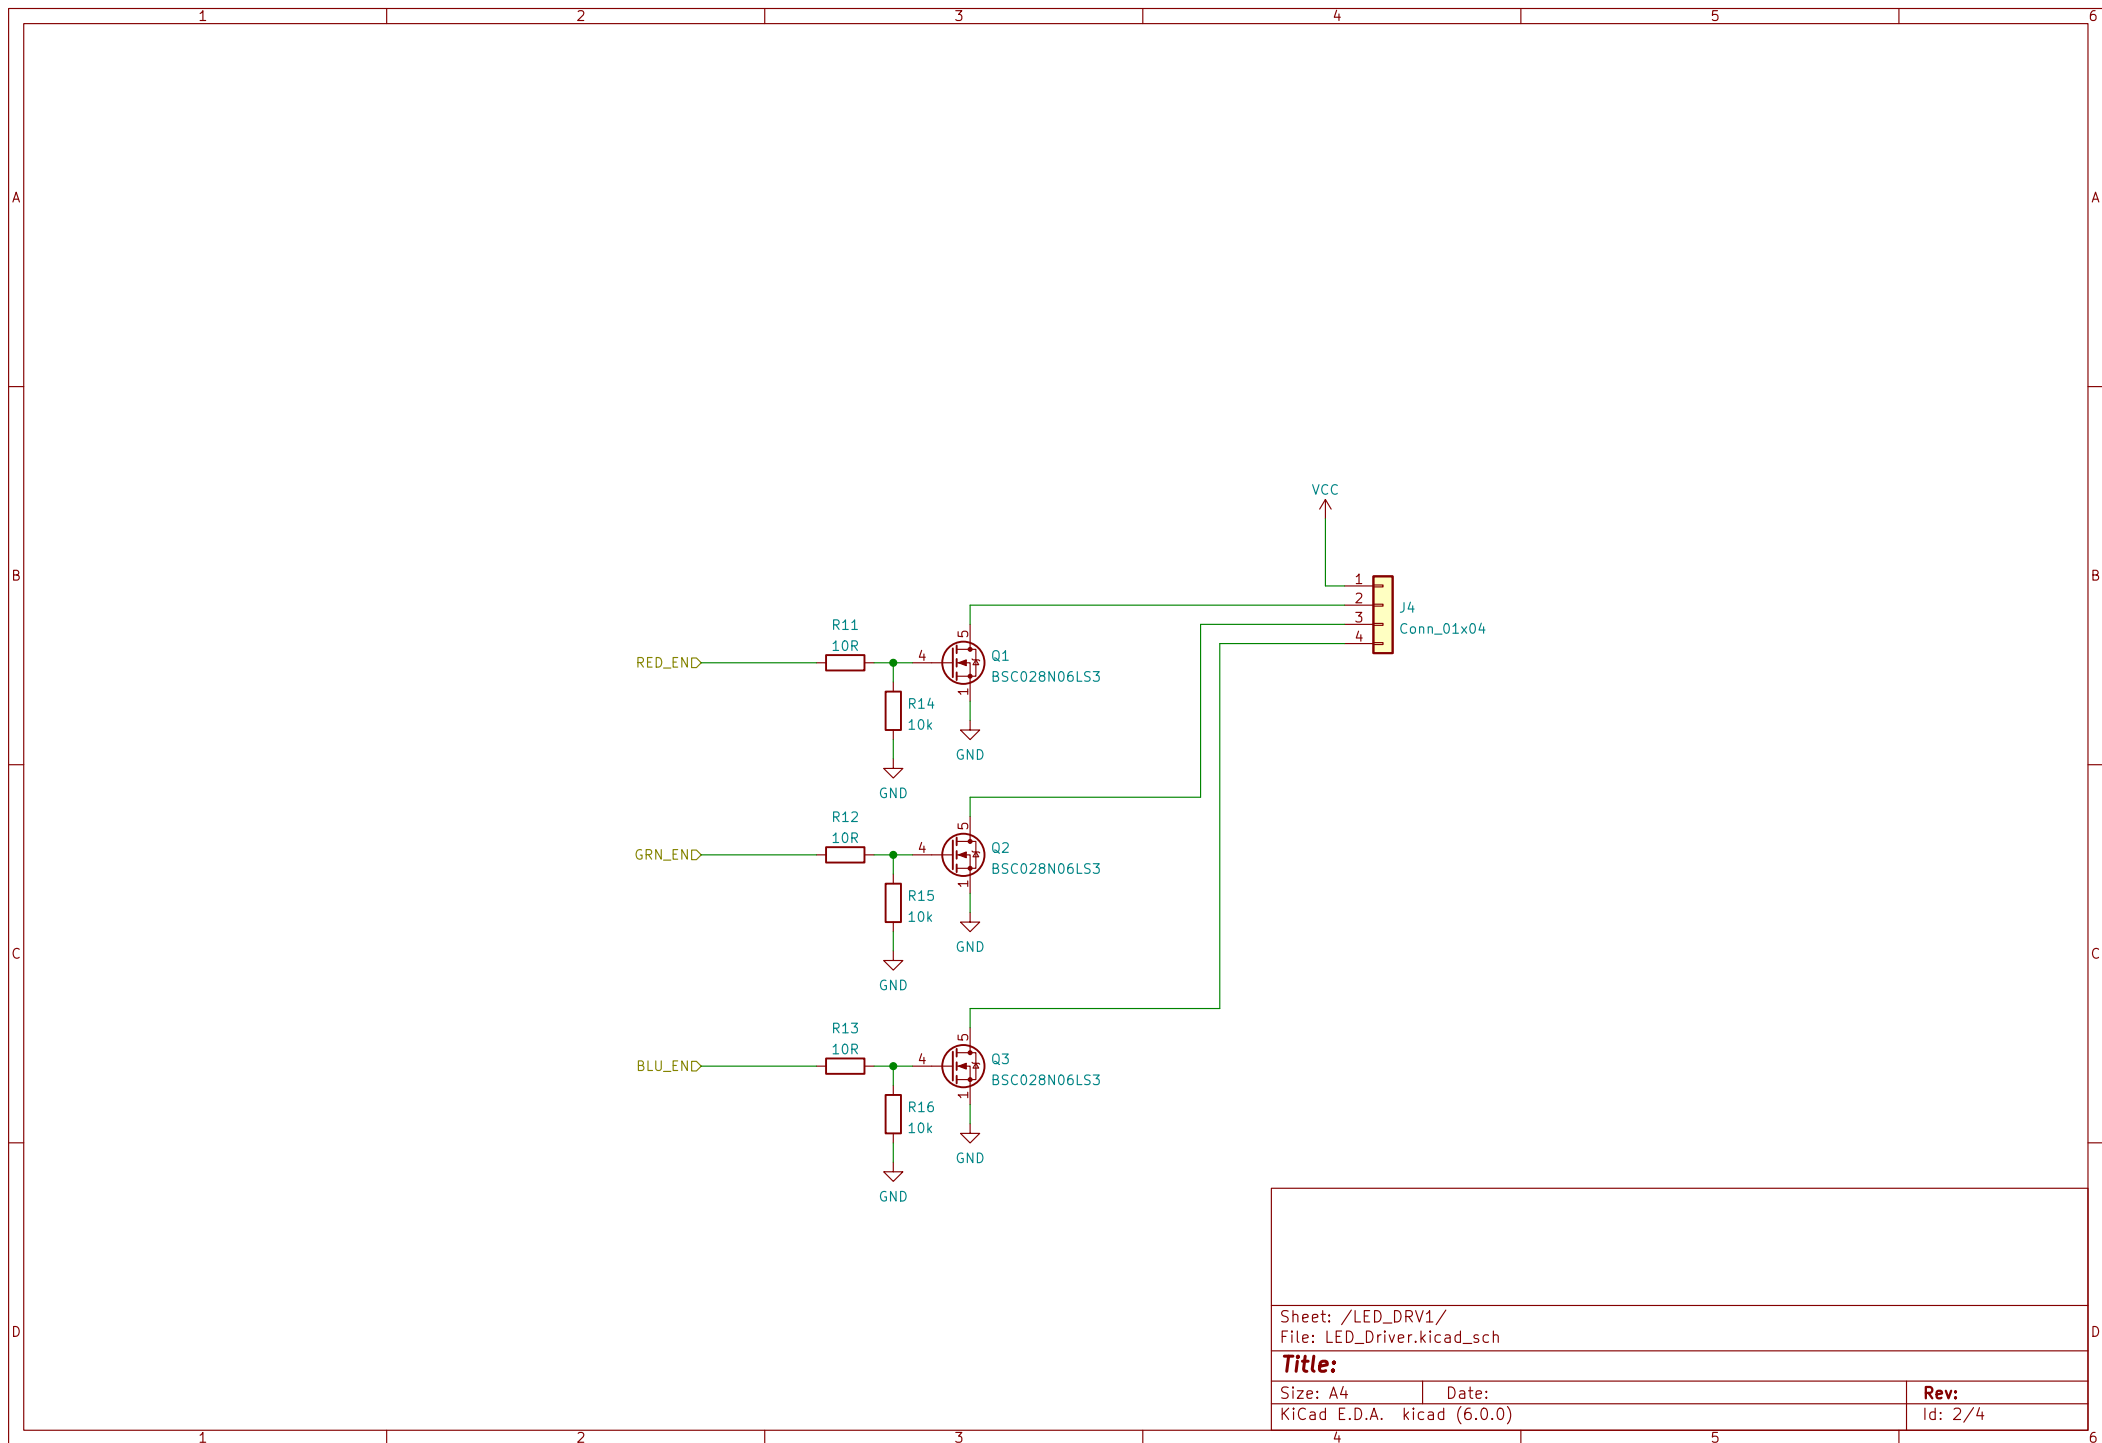 1 2 3 4 5 6
A A
VCC
B B
1
2
3
4
J4
Conn_01x04
R11
10R
RED_EN
4
5
1
Q1
BSC028N06LS3
R14
10k
GND
GND
R12
10R
GRN_EN
4
5
1
Q2
BSC028N06LS3
R15
10k
GND
C C
GND
R13
10R
BLU_EN
4
5
1
Q3
BSC028N06LS3
R16
10k
GND
GND
Sheet: /LED_DRV1/
File: LED_Driver.kicad_sch
D D
Title:
Size: A4 Date: Rev:
KiCad E.D.A. kicad (6.0.0) Id: 2/4
1 2 3 4 5 6